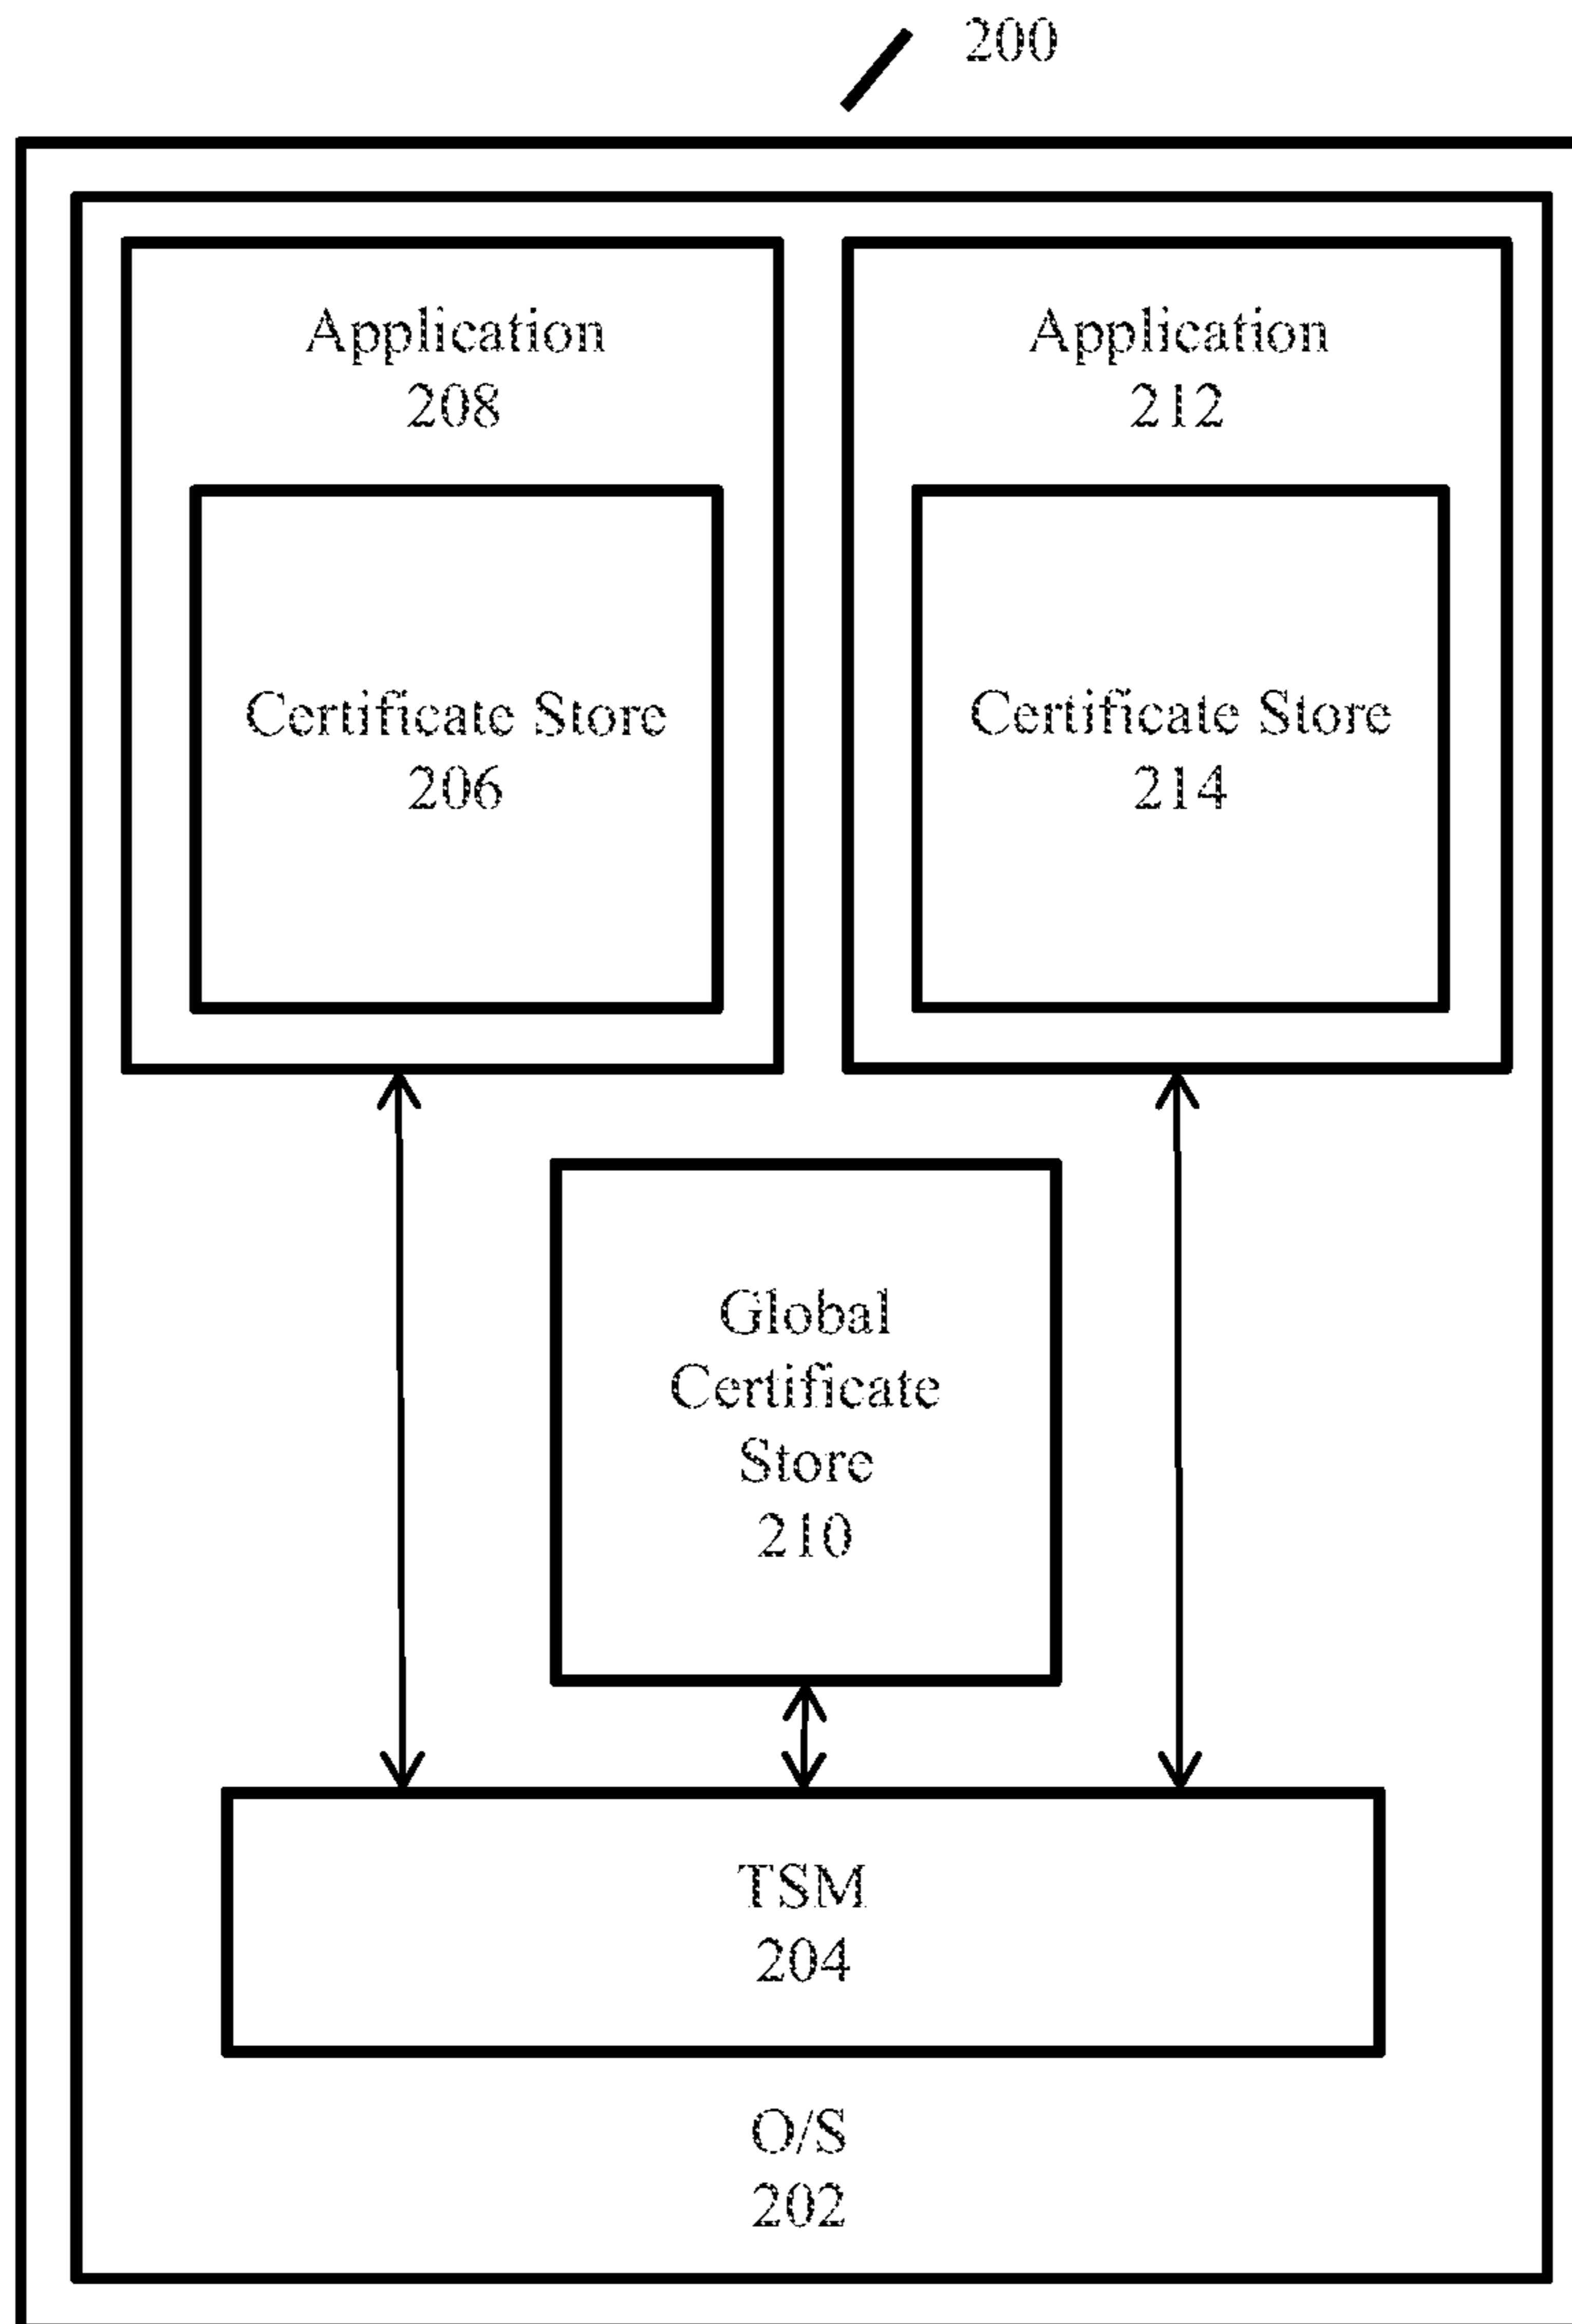 200
Application
208
Application
212
Certificate Store
206
Certificate Store
214
Global
Certificate
Store
210
TSM
204
O/S
202